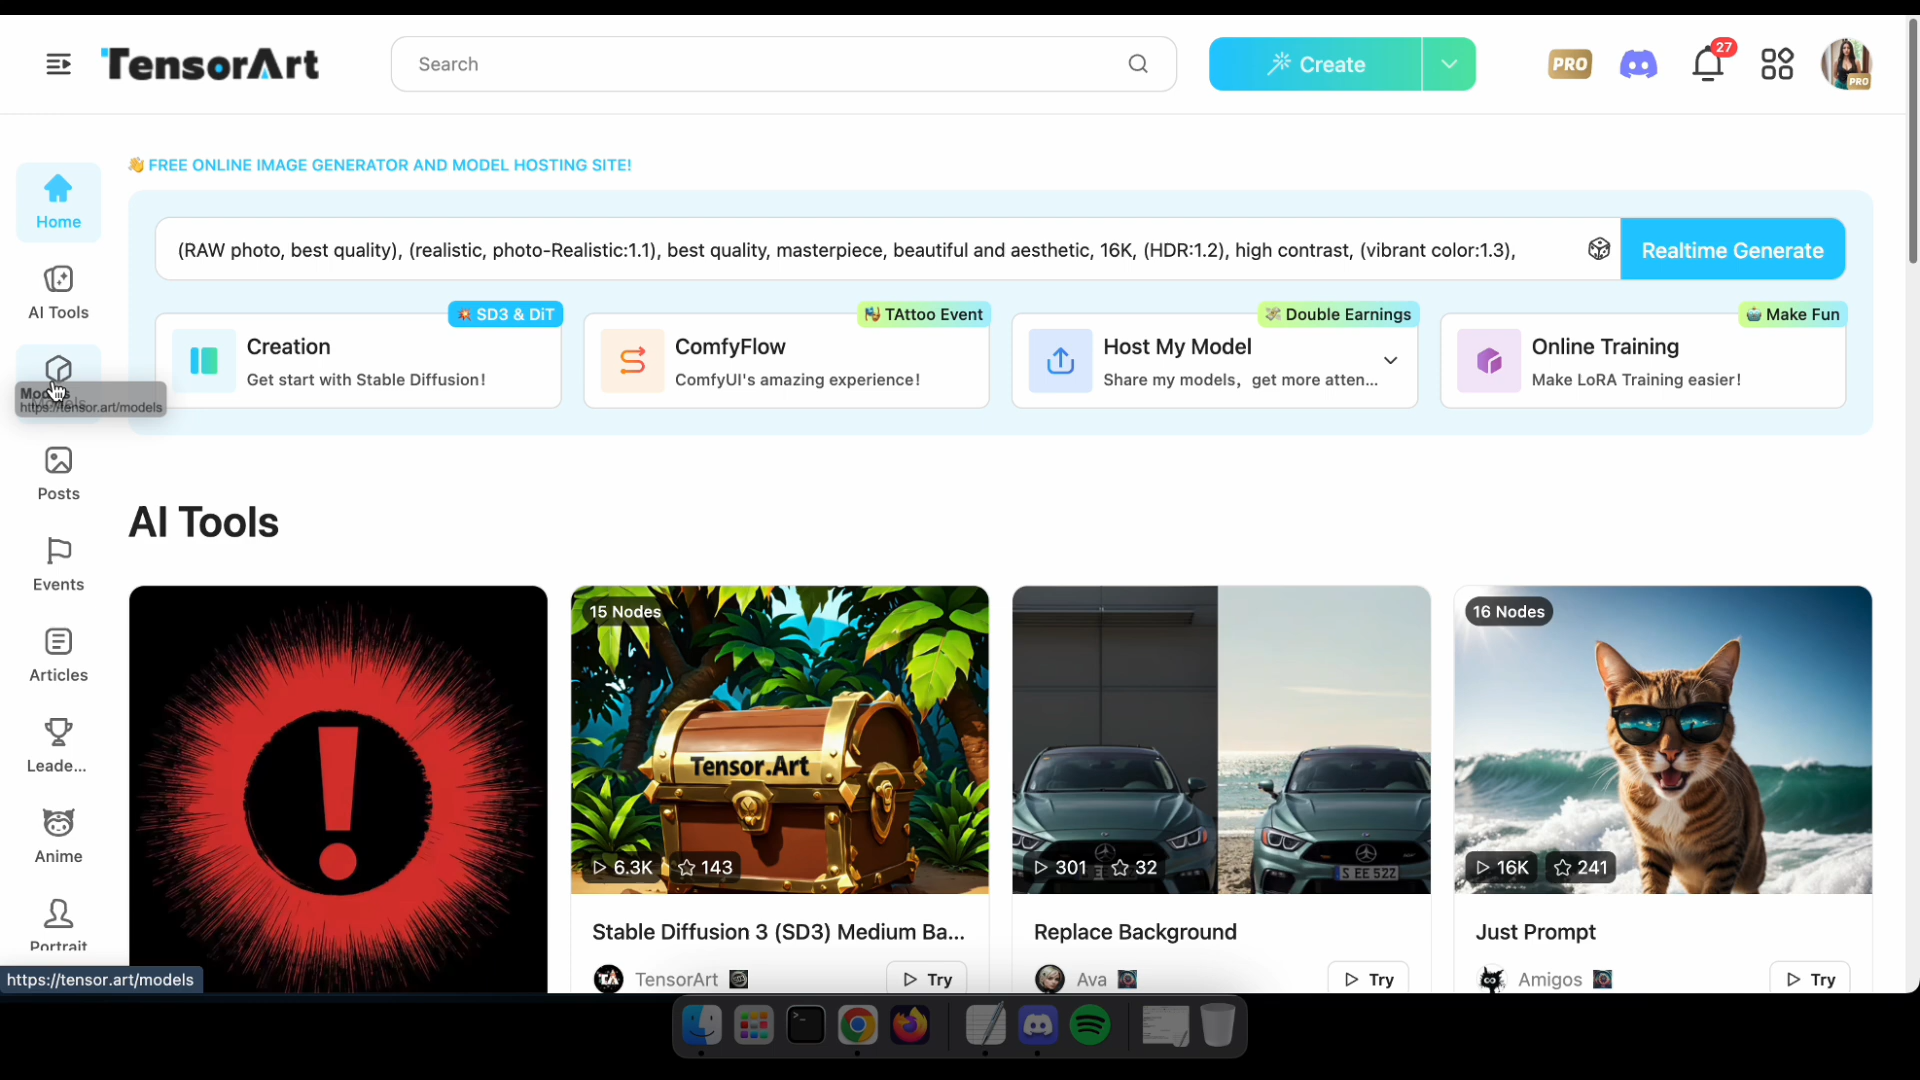 TensorArt
Search
Create
PRO
27
PRO
👋 FREE ONLINE IMAGE GENERATOR AND MODEL HOSTING SITE!
Home
AI Tools
Models
https://tensor.art/models
Posts
Events
Articles
Leade...
Anime
Portrait
(RAW photo, best quality), (realistic, photo-Realistic:1.1), best quality, masterpiece, beautiful and aesthetic, 16K, (HDR:1.2), high contrast, (vibrant color:1.3),
Realtime Generate
💥 SD3 & DiT
Creation
Get start with Stable Diffusion!
TAttoo Event
ComfyFlow
ComfyUI's amazing experience!
💸 Double Earnings
Host My Model
Share my models, get more atten...
🤖 Make Fun
Online Training
Make LoRA Training easier!
AI Tools
15 Nodes
Tensor.Art
6.3K 143
Stable Diffusion 3 (SD3) Medium Ba...
TensorArt
Try
S EE 522
301 32
Replace Background
Ava
Try
16 Nodes
16K 241
Just Prompt
Amigos
Try
https://tensor.art/models